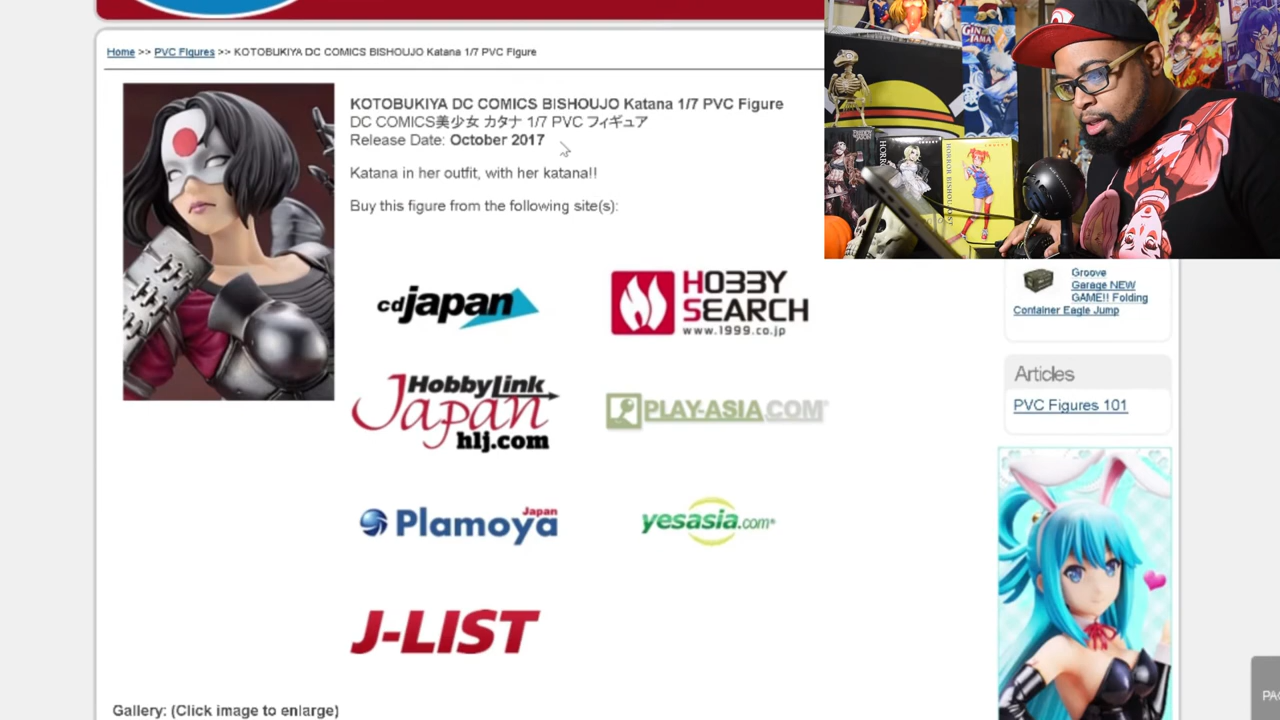 Home >> PVC Figures >> KOTOBUKIYA DC COMICS BISHOUJO Katana 1/7 PVC Figure
KOTOBUKIYA DC COMICS BISHOUJO Katana 1/7 PVC Figure
DC COMICS美少女 カタナ 1/7 PVC フィギュア
Release Date: October 2017
Katana in her outfit, with her katana!!
Buy this figure from the following site(s):
cdjapan
HOBBY SEARCH
www.1999.co.jp
HobbyLink
Japan
hlj.com
PLAY-ASIA.COM
Plamoya Japan
yesasia.com
J-LIST
Gallery: (Click image to enlarge)
GINTAMA
HORROR BISHOUJO
Groove
Garage NEW
GAME!! Folding
Container Eagle Jump
Articles
PVC Figures 101